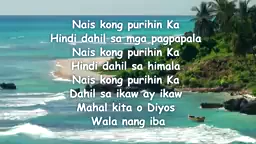 Nais kong purihin Ka
Hindi dahil sa mga pagpapala
Nais kong purihin Ka
Hindi dahil sa himala
Nais kong purihin Ka
Dahil sa ikaw ay ikaw
Mahal kita o Diyos
Wala nang iba